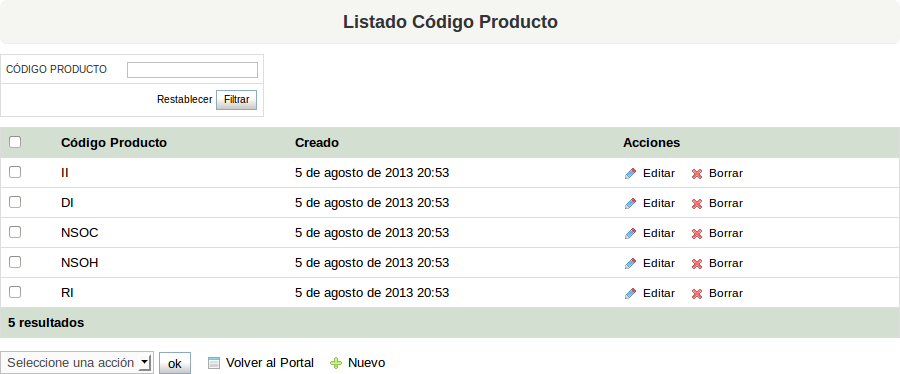 Listado Código Producto
CÓDIGO PRODUCTO
Restablecer Filtrar
Código Producto Creado Acciones
II 5 de agosto de 2013 20:53 Editar Borrar
DI 5 de agosto de 2013 20:53 Editar Borrar
NSOC 5 de agosto de 2013 20:53 Editar Borrar
NSOH 5 de agosto de 2013 20:53 Editar Borrar
RI 5 de agosto de 2013 20:53 Editar Borrar
5 resultados
Seleccione una acción ok Volver al Portal Nuevo